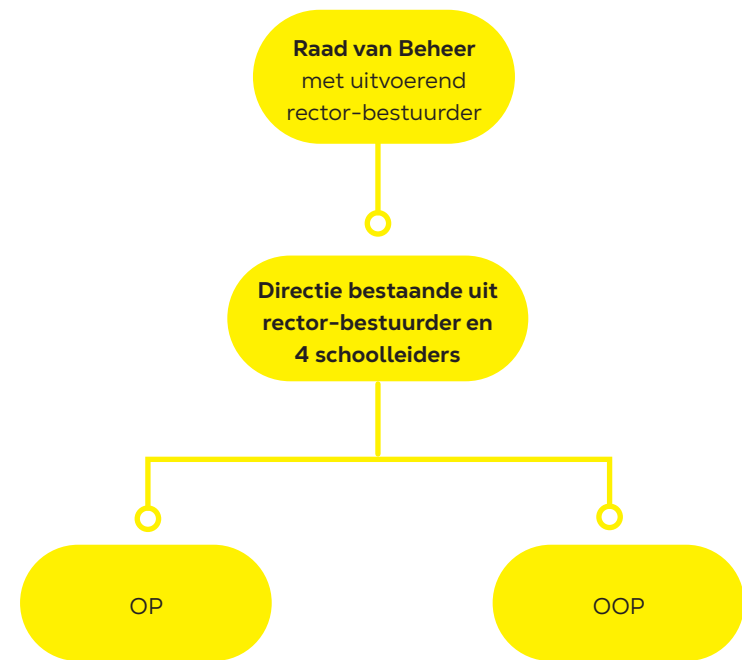 Raad van Beheer
met uitvoerend
rector-bestuurder
Directie bestaande uit
rector-bestuurder en
4 schoolleiders
OP
OOP